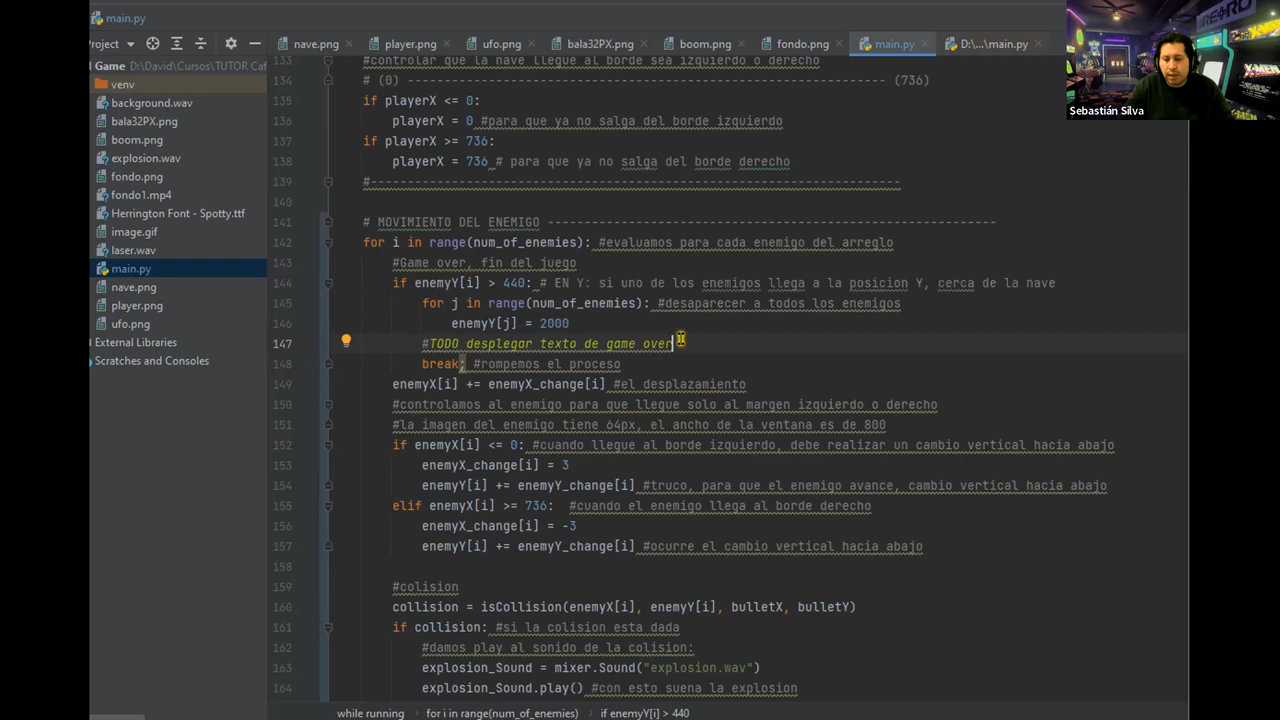 main.py
Project
nave.png
player.png
ufo.png
bala32PX.png
boom.png
fondo.png
main.py
D:\...\main.py
Game D:\David\Cursos\TUTOR Caf
venv
background.wav
bala32PX.png
boom.png
explosion.wav
fondo.png
fondo1.mp4
Herrington Font - Spotty.ttf
image.gif
laser.wav
main.py
nave.png
player.png
ufo.png
External Libraries
Scratches and Consoles
133 #controlar que la nave llegue al borde sea izquierdo o derecho
134 # (0) ---------------------------------------------------------------- (736)
135 if playerX <= 0:
136 playerX = 0 #para que ya no salga del borde izquierdo
137 if playerX >= 736:
138 playerX = 736 # para que ya no salga del borde derecho
139 #------------------------------------------------------------------------
140
141 # MOVIMIENTO DEL ENEMIGO -------------------------------------------------------------
142 for i in range(num_of_enemies): #evaluamos para cada enemigo del arreglo
143 #Game over, fin del juego
144 if enemyY[i] > 440: # EN Y: si uno de los enemigos llega a la posicion Y, cerca de la nave
145 for j in range(num_of_enemies): #desaparecer a todos los enemigos
146 enemyY[j] = 2000
147 #TODO desplegar texto de game over
148 break; #rompemos el proceso
149 enemyX[i] += enemyX_change[i] #el desplazamiento
150 #controlamos al enemigo para que llegue solo al margen izquierdo o derecho
151 #la imagen del enemigo tiene 64px, el ancho de la ventana es de 800
152 if enemyX[i] <= 0: #cuando llegue al borde izquierdo, debe realizar un cambio vertical hacia abajo
153 enemyX_change[i] = 3
154 enemyY[i] += enemyY_change[i] #truco, para que el enemigo avance, cambio vertical hacia abajo
155 elif enemyX[i] >= 736: #cuando el enemigo llega al borde derecho
156 enemyX_change[i] = -3
157 enemyY[i] += enemyY_change[i] #ocurre el cambio vertical hacia abajo
158
159 #colision
160 collision = isCollision(enemyX[i], enemyY[i], bulletX, bulletY)
161 if collision: #si la colision esta dada
162 #damos play al sonido de la colision:
163 explosion_Sound = mixer.Sound("explosion.wav")
164 explosion_Sound.play() #con esto suena la explosion
while running
for i in range(num_of_enemies)
if enemyY[i] > 440
Sebastián Silva
X-MEN